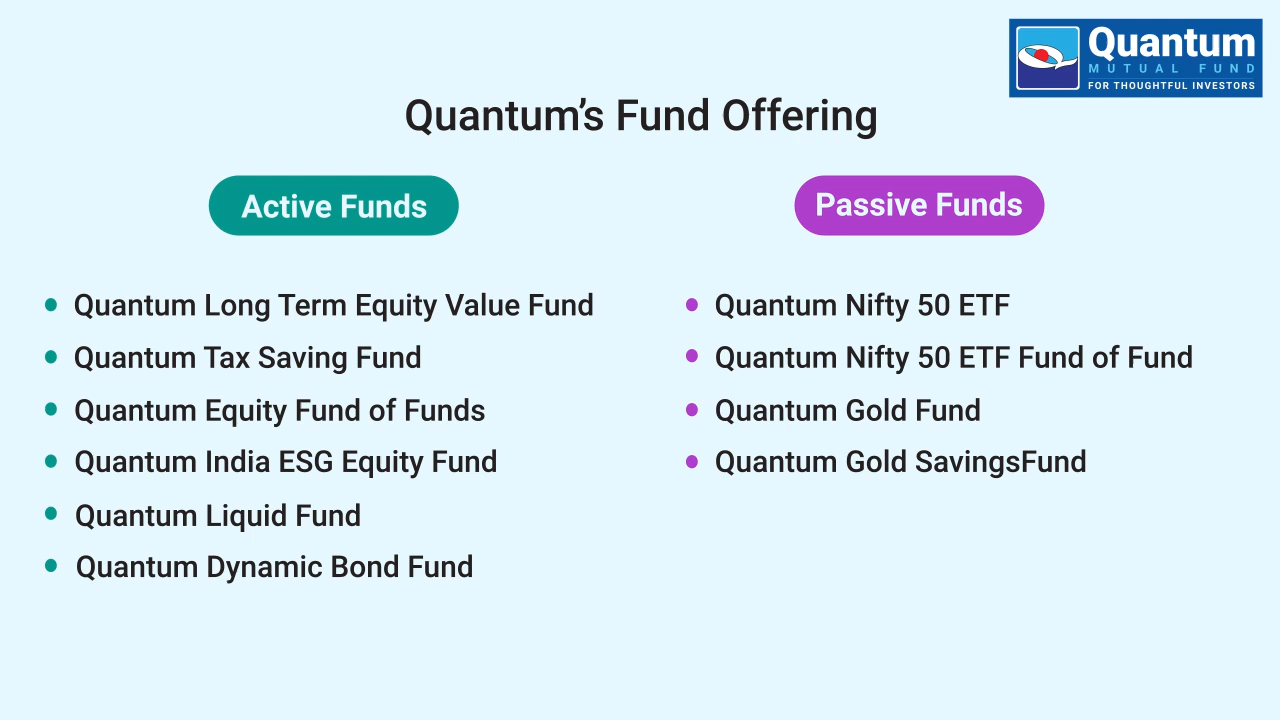 Quantum
MUTUAL FUND
FOR THOUGHTFUL INVESTORS
Quantum’s Fund Offering
Active Funds
Quantum Long Term Equity Value Fund
Quantum Tax Saving Fund
Quantum Equity Fund of Funds
Quantum India ESG Equity Fund
Quantum Liquid Fund
Quantum Dynamic Bond Fund
Passive Funds
Quantum Nifty 50 ETF
Quantum Nifty 50 ETF Fund of Fund
Quantum Gold Fund
Quantum Gold SavingsFund